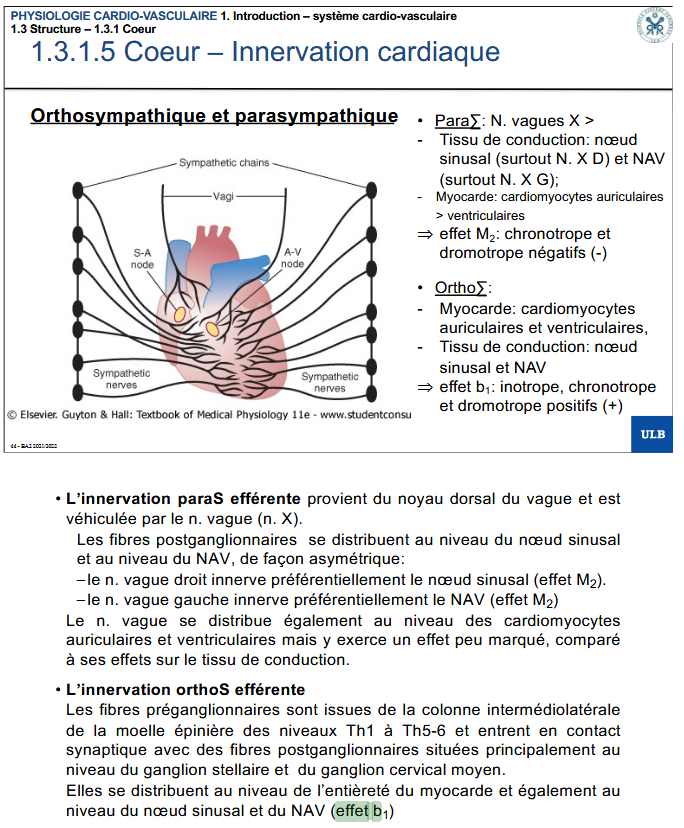 PHYSIOLOGIE CARDIO-VASCULAIRE 1. Introduction – système cardio-vasculaire
1.3 Structure – 1.3.1 Coeur
1.3.1.5 Coeur – Innervation cardiaque
Orthosympathique et parasympathique
Sympathetic chains
Vagi
S-A
node
A-V
node
Sympathetic
nerves
Sympathetic
nerves
© Elsevier. Guyton & Hall: Textbook of Medical Physiology 11e - www.studentconsu
• Para∑: N. vagues X >
- Tissu de conduction: nœud
sinusal (surtout N. X D) et NAV
(surtout N. X G);
- Myocarde: cardiomyocytes auriculaires
> ventriculaires
⇒ effet M₂: chronotrope et
dromotrope négatifs (-)
• Ortho∑:
- Myocarde: cardiomyocytes
auriculaires et ventriculaires,
- Tissu de conduction: nœud
sinusal et NAV
⇒ effet b₁: inotrope, chronotrope
et dromotrope positifs (+)
ULB
44 - BA2 2021/2022
• L'innervation paraS efférente provient du noyau dorsal du vague et est
véhiculée par le n. vague (n. X).
Les fibres postganglionnaires se distribuent au niveau du nœud sinusal
et au niveau du NAV, de façon asymétrique:
–le n. vague droit innerve préférentiellement le nœud sinusal (effet M₂).
–le n. vague gauche innerve préférentiellement le NAV (effet M₂)
Le n. vague se distribue également au niveau des cardiomyocytes
auriculaires et ventriculaires mais y exerce un effet peu marqué, comparé
à ses effets sur le tissu de conduction.
• L'innervation orthoS efférente
Les fibres préganglionnaires sont issues de la colonne intermédiolatérale
de la moelle épinière des niveaux Th1 à Th5-6 et entrent en contact
synaptique avec des fibres postganglionnaires situées principalement au
niveau du ganglion stellaire et du ganglion cervical moyen.
Elles se distribuent au niveau de l'entièreté du myocarde et également au
niveau du nœud sinusal et du NAV (effet b₁)